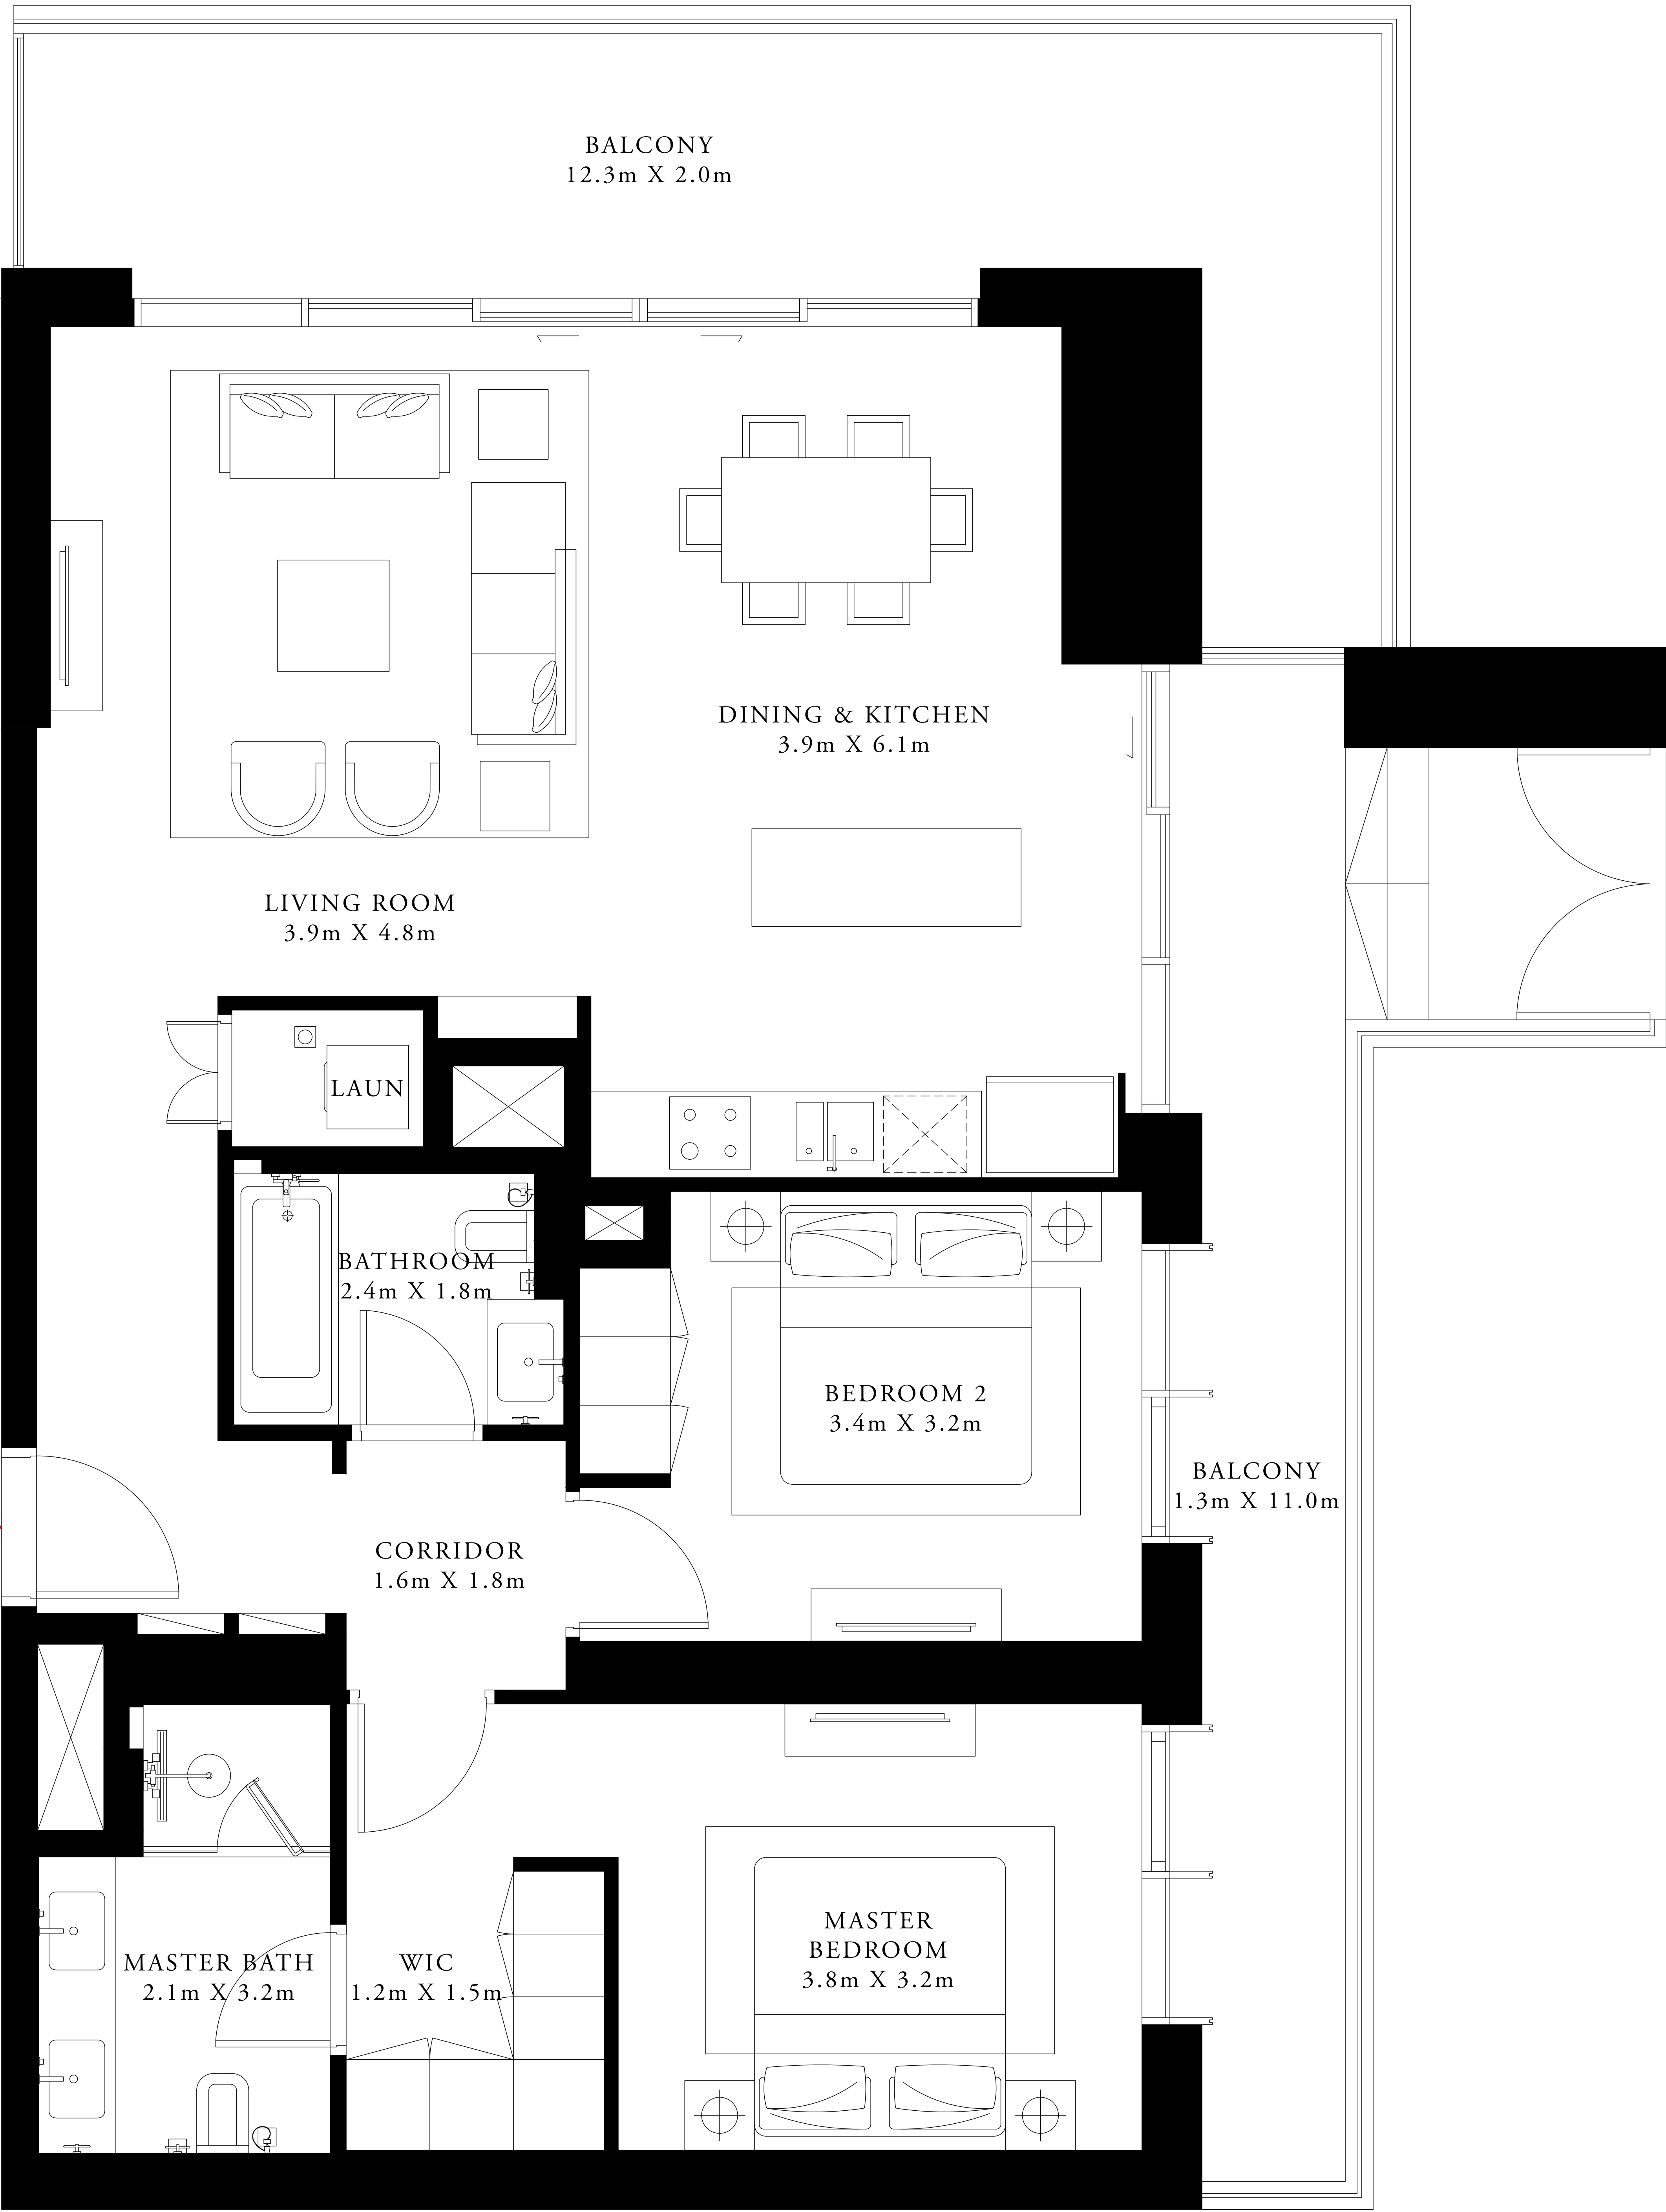 BALCONY
12.3m X 2.0m
DINING & KITCHEN
3.9m X 6.1m
LIVING ROOM
3.9m X 4.8m
LAUN
BATHROOM
2.4m X 1.8m
BEDROOM 2
3.4m X 3.2m
BALCONY
1.3m X 11.0m
CORRIDOR
1.6m X 1.8m
MASTER
BEDROOM
3.8m X 3.2m
MASTER BATH
2.1m X 3.2m
WIC
1.2m X 1.5m